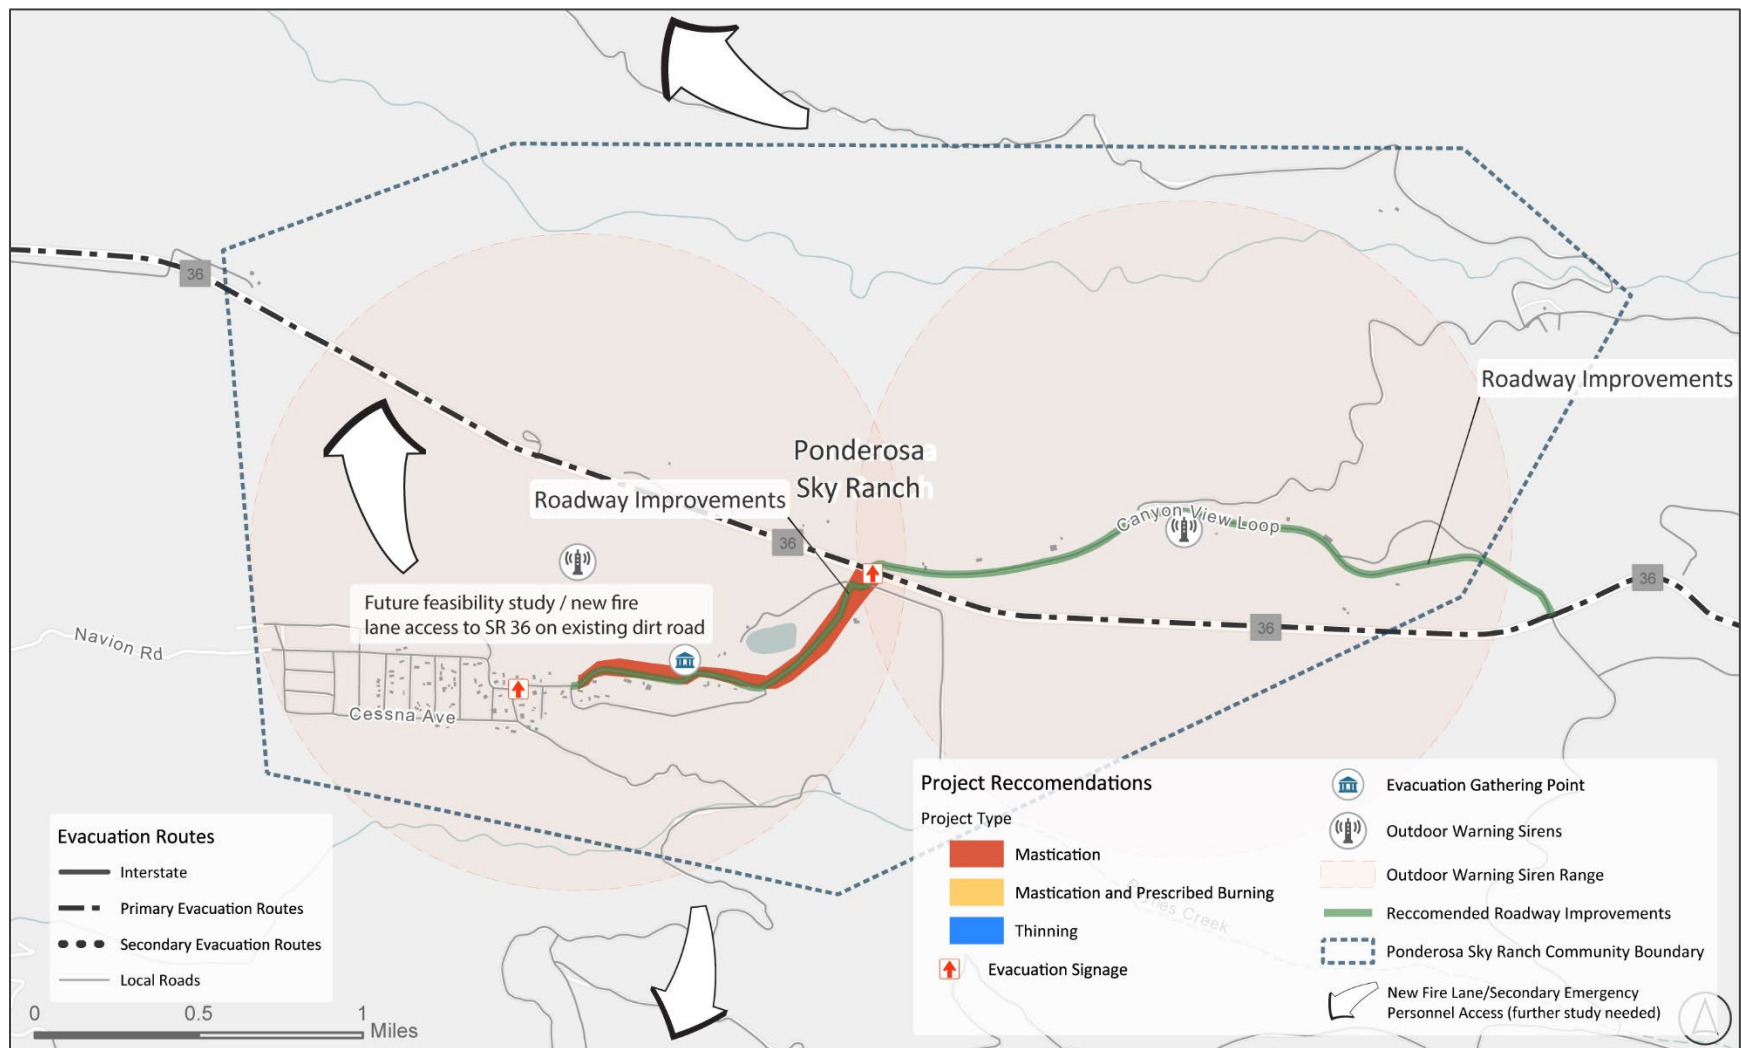 36
Roadway Improvements
Ponderosa
Sky Ranch
Roadway Improvements
Canyon View Loop
36
36
36
Future feasibility study / new fire
lane access to SR 36 on existing dirt road
Navion Rd
Cessna Ave
Evacuation Routes
Interstate
Primary Evacuation Routes
Secondary Evacuation Routes
Local Roads
0 0.5 1
Miles
Project Reccomendations
Project Type
Mastication
Mastication and Prescribed Burning
Thinning
Evacuation Signage
Evacuation Gathering Point
Outdoor Warning Sirens
Outdoor Warning Siren Range
Reccomended Roadway Improvements
Ponderosa Sky Ranch Community Boundary
New Fire Lane/Secondary Emergency
Personnel Access (further study needed)
Creek